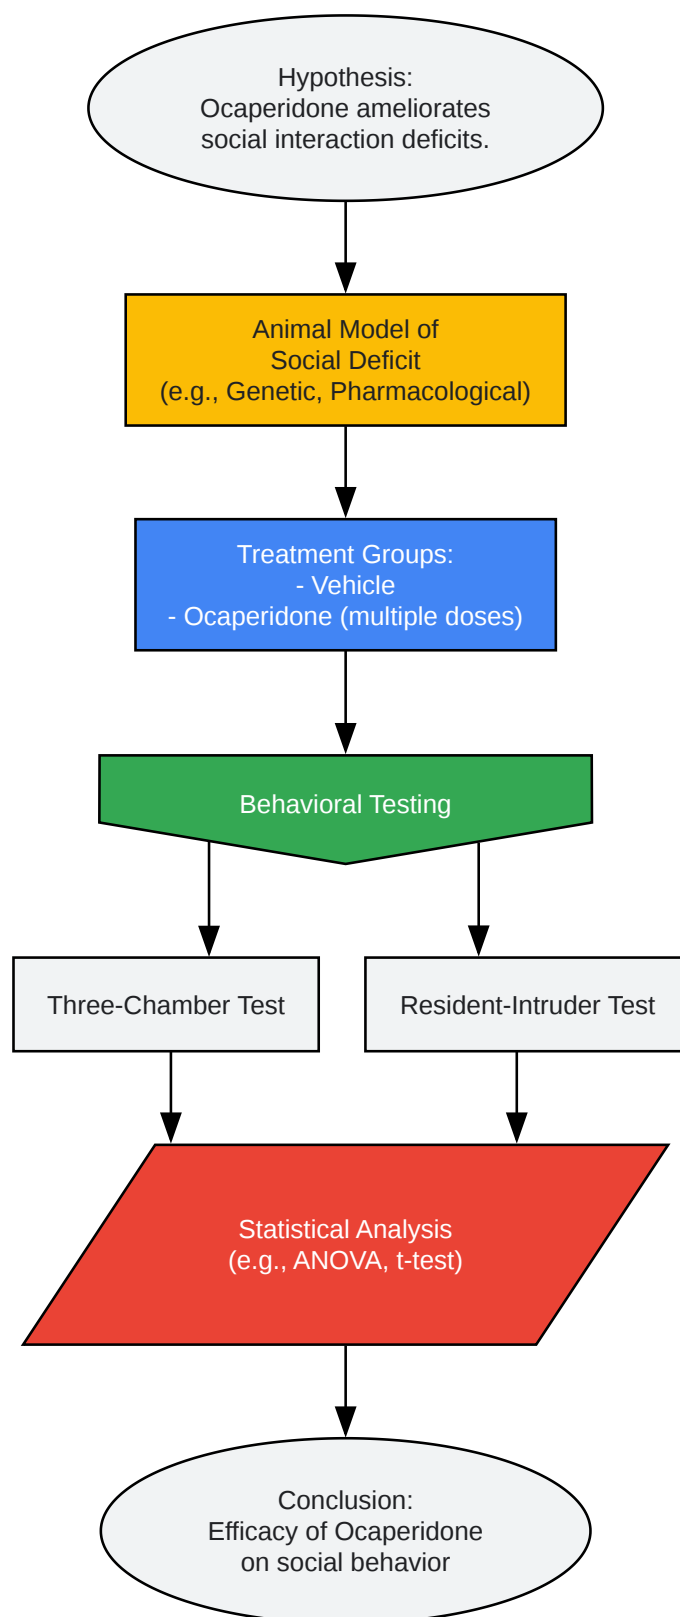 Hypothesis:
Ocaperidone ameliorates
social interaction deficits.
Animal Model of
Social Deficit
(e.g., Genetic, Pharmacological)
Treatment Groups:
- Vehicle
- Ocaperidone (multiple doses)
Behavioral Testing
Three-Chamber Test
Resident-Intruder Test
Statistical Analysis
(e.g., ANOVA, t-test)
Conclusion:
Efficacy of Ocaperidone
on social behavior